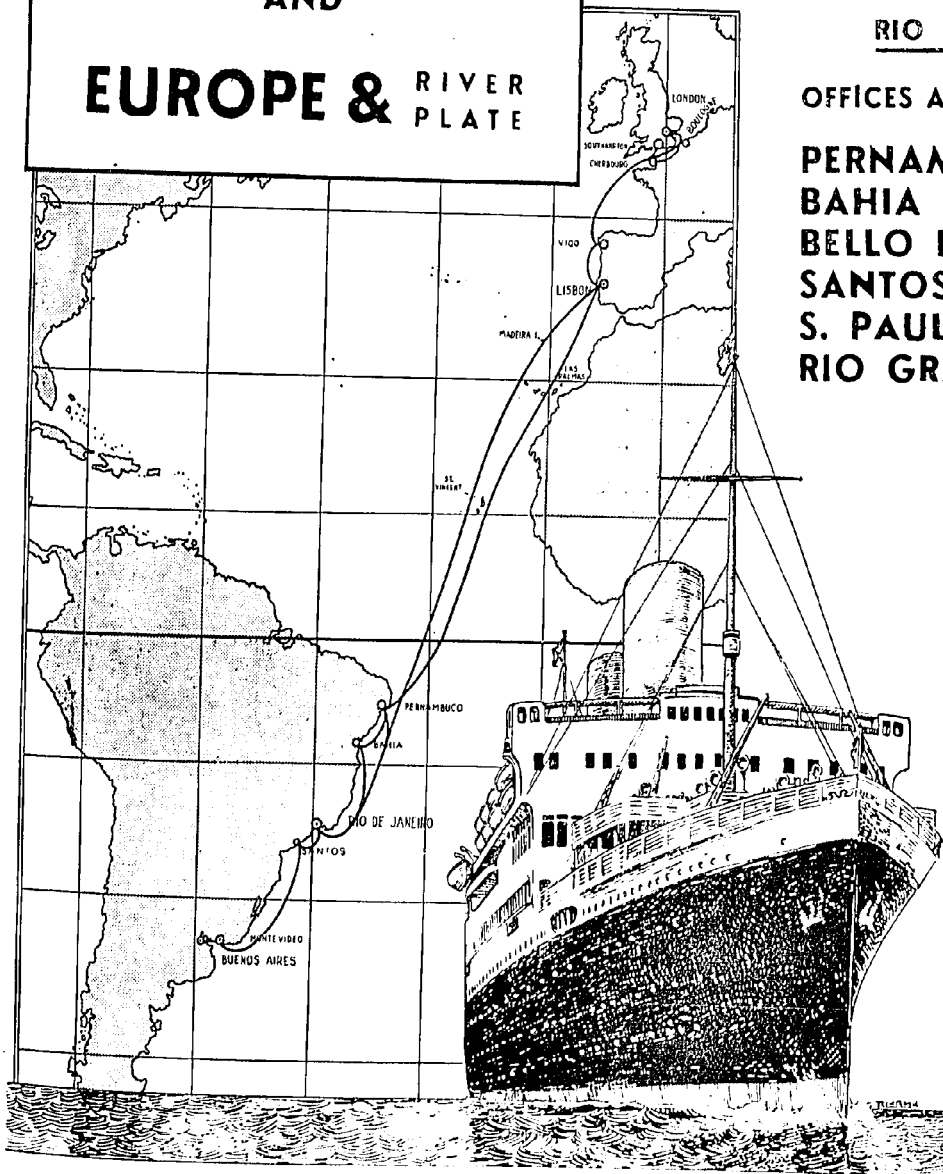 AND
EUROPE & RIVER PLATE
RIO
OFFICES A
PERNAM
BAHIA
BELLO
SANTOS
S. PAUL
RIO GR
LONDON
BOULOGNE
SOUTHAMPTON
CHERBOURG
VIGO
LISBON
MADEIRA I.
LAS PALMAS
ST. VINCENT
PERNAMBUCO
BAHIA
RIO DE JANEIRO
SANTOS
MONTEVIDEO
BUENOS AIRES